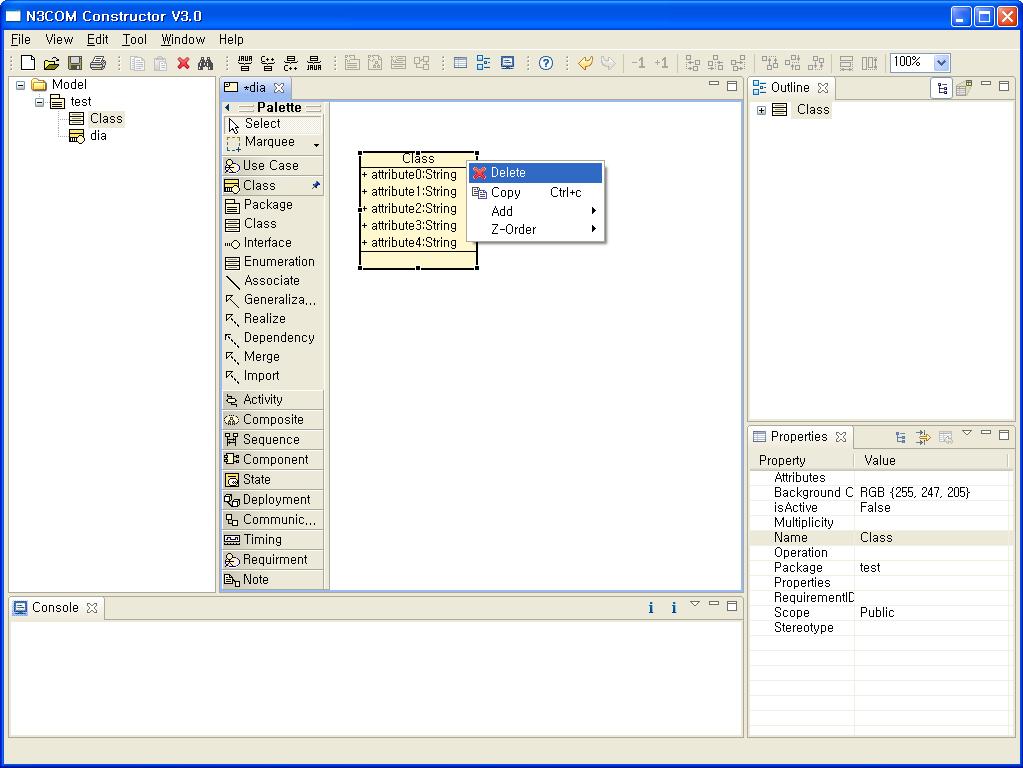 N3COM Constructor V3.0
File View Edit Tool Window Help
JAUR C++ C++ JAUR -1 +1 100%
Model
test
Class
dia
*dia
Palette
Select
Marquee
Use Case
Class
Package
Class
Interface
Enumeration
Associate
Generaliza...
Realize
Dependency
Merge
Import
Activity
Composite
Sequence
Component
State
Deployment
Communic...
Timing
Requirment
Note
Class
+ attribute0:String
+ attribute1:String
+ attribute2:String
+ attribute3:String
+ attribute4:String
Delete
Copy Ctrl+c
Add
Z-Order
Outline
Class
Properties
Property Value
Attributes
Background C RGB {255, 247, 205}
isActive False
Multiplicity
Name Class
Operation
Package test
Properties
RequirementID
Scope Public
Stereotype
Console